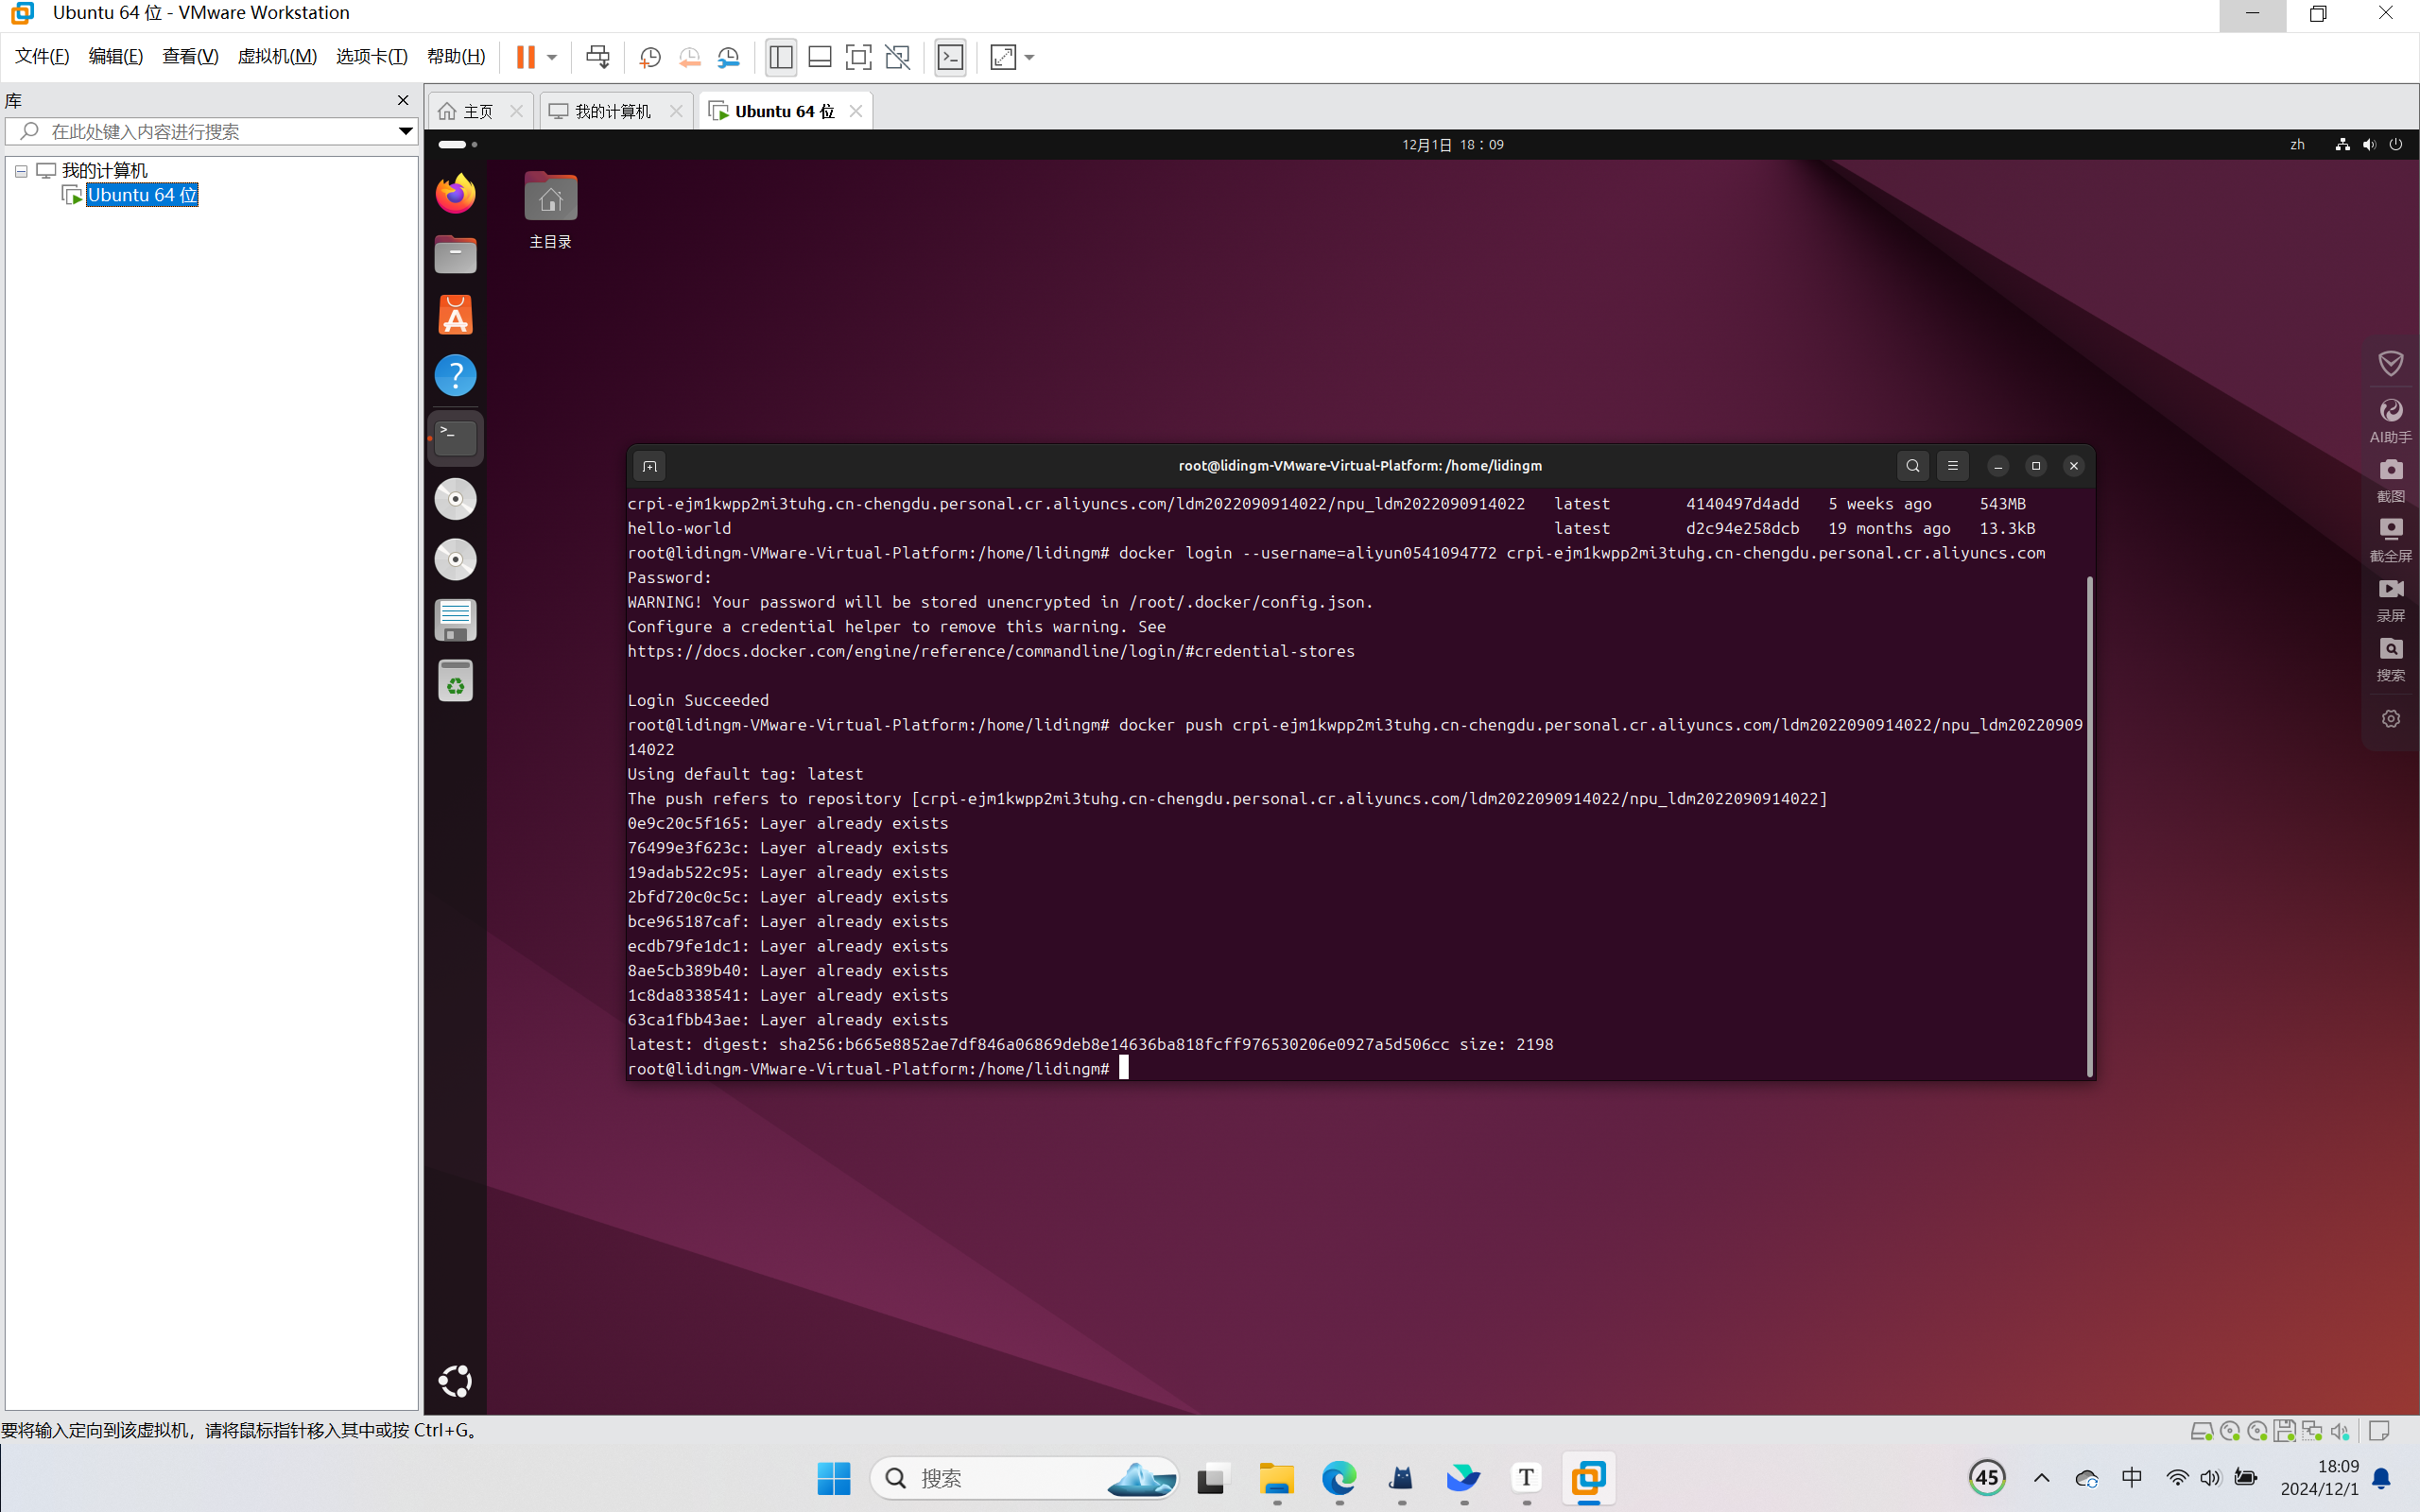 Ubuntu 64 位 - VMware Workstation
文件(F) 编辑(E) 查看(V) 虚拟机(M) 选项卡(T) 帮助(H)
库
在此处键入内容进行搜索
我的计算机
Ubuntu 64 位
主页 我的计算机 Ubuntu 64 位
12月1日 18：09
zh
主目录
root@lidingm-VMware-Virtual-Platform: /home/lidingm
crpi-ejm1kwpp2mi3tuhg.cn-chengdu.personal.cr.aliyuncs.com/ldm2022090914022/npu_ldm2022090914022 latest 4140497d4add 5 weeks ago 543MB
hello-world latest d2c94e258dcb 19 months ago 13.3kB
root@lidingm-VMware-Virtual-Platform:/home/lidingm# docker login --username=aliyun0541094772 crpi-ejm1kwpp2mi3tuhg.cn-chengdu.personal.cr.aliyuncs.com
Password:
WARNING! Your password will be stored unencrypted in /root/.docker/config.json.
Configure a credential helper to remove this warning. See
https://docs.docker.com/engine/reference/commandline/login/#credential-stores
Login Succeeded
root@lidingm-VMware-Virtual-Platform:/home/lidingm# docker push crpi-ejm1kwpp2mi3tuhg.cn-chengdu.personal.cr.aliyuncs.com/ldm2022090914022/npu_ldm20220909
14022
Using default tag: latest
The push refers to repository [crpi-ejm1kwpp2mi3tuhg.cn-chengdu.personal.cr.aliyuncs.com/ldm2022090914022/npu_ldm2022090914022]
0e9c20c5f165: Layer already exists
76499e3f623c: Layer already exists
19adab522c95: Layer already exists
2bfd720c0c5c: Layer already exists
bce965187caf: Layer already exists
ecdb79fe1dc1: Layer already exists
8ae5cb389b40: Layer already exists
1c8da8338541: Layer already exists
63ca1fbb43ae: Layer already exists
latest: digest: sha256:b665e8852ae7df846a06869deb8e14636ba818fcff976530206e0927a5d506cc size: 2198
root@lidingm-VMware-Virtual-Platform:/home/lidingm#
AI助手
截图
截全屏
录屏
搜索
要将输入定向到该虚拟机，请将鼠标指针移入其中或按 Ctrl+G。
搜索
T
45
中
18:09
2024/12/1